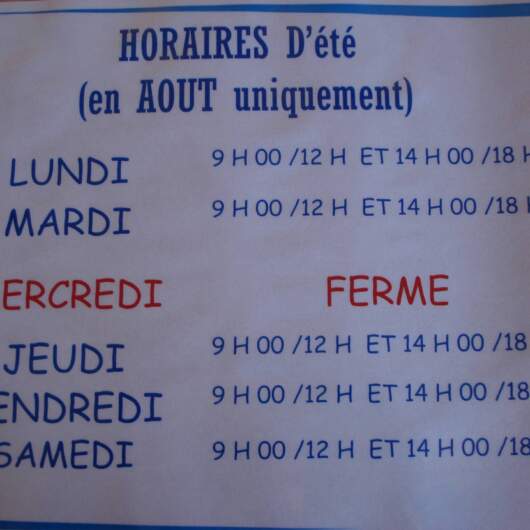 HORAIRES D'été
(en AOUT uniquement)
LUNDI 9 H 00 /12 H ET 14 H 00 /18 H
MARDI 9 H 00 /12 H ET 14 H 00 /18 H
ERCREDI FERME
JEUDI 9 H 00 /12 H ET 14 H 00 /18
ENDREDI 9 H 00 /12 H ET 14 H 00 /18
SAMEDI 9 H 00 /12 H ET 14 H 00 /18